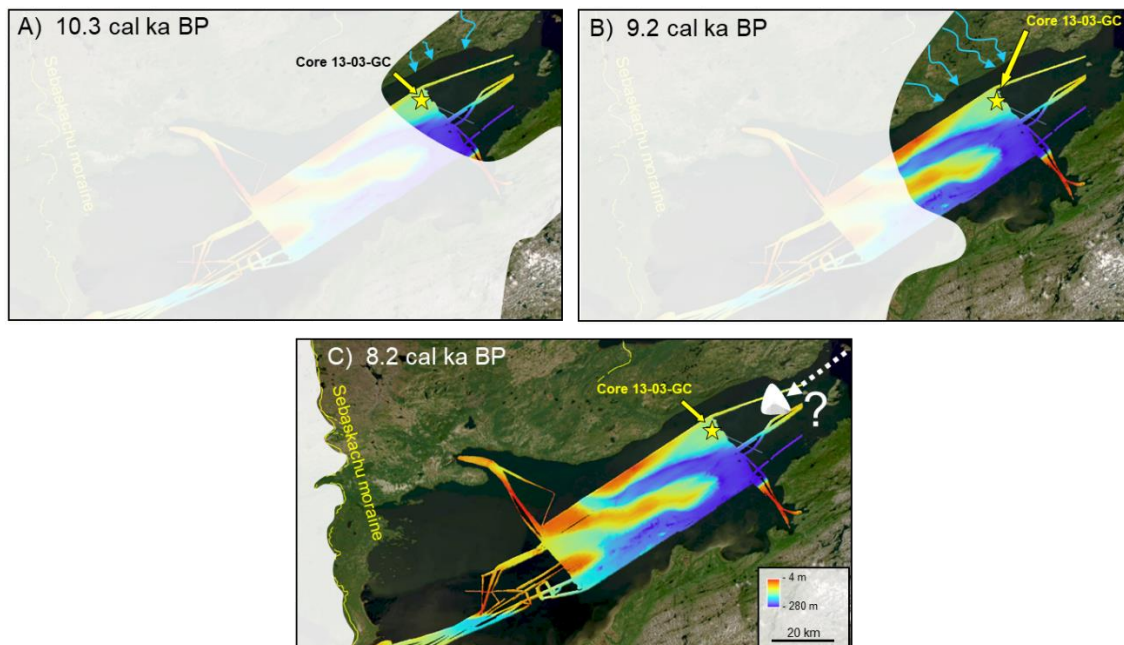 A) 10.3 cal ka BP
Core 13-03-GC
Sebaskachu moraine
B) 9.2 cal ka BP
Core 13-03-GC
Sebaskachu moraine
C) 8.2 cal ka BP
Core 13-03-GC
?
Sebaskachu moraine
- 4 m
- 280 m
20 km